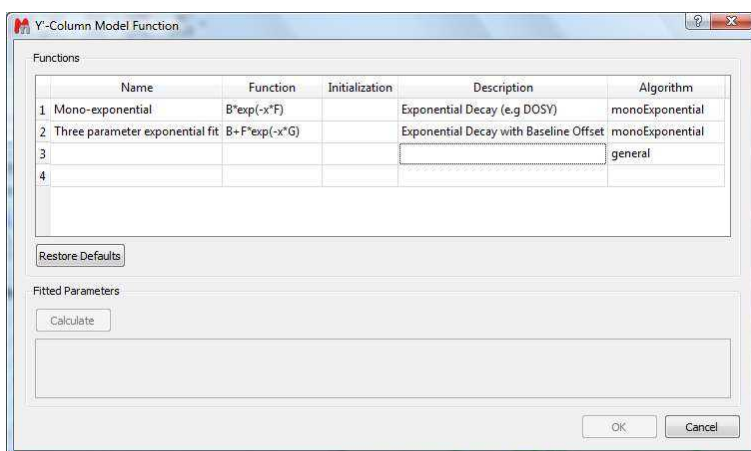 Y'-Column Model Function
Functions
Name Function Initialization Description Algorithm
1 Mono-exponential B*exp(-x*F) Exponential Decay (e.g DOSY) monoExponential
2 Three parameter exponential fit B+F*exp(-x*G) Exponential Decay with Baseline Offset monoExponential
3 general
4
Restore Defaults
Fitted Parameters
Calculate
OK Cancel